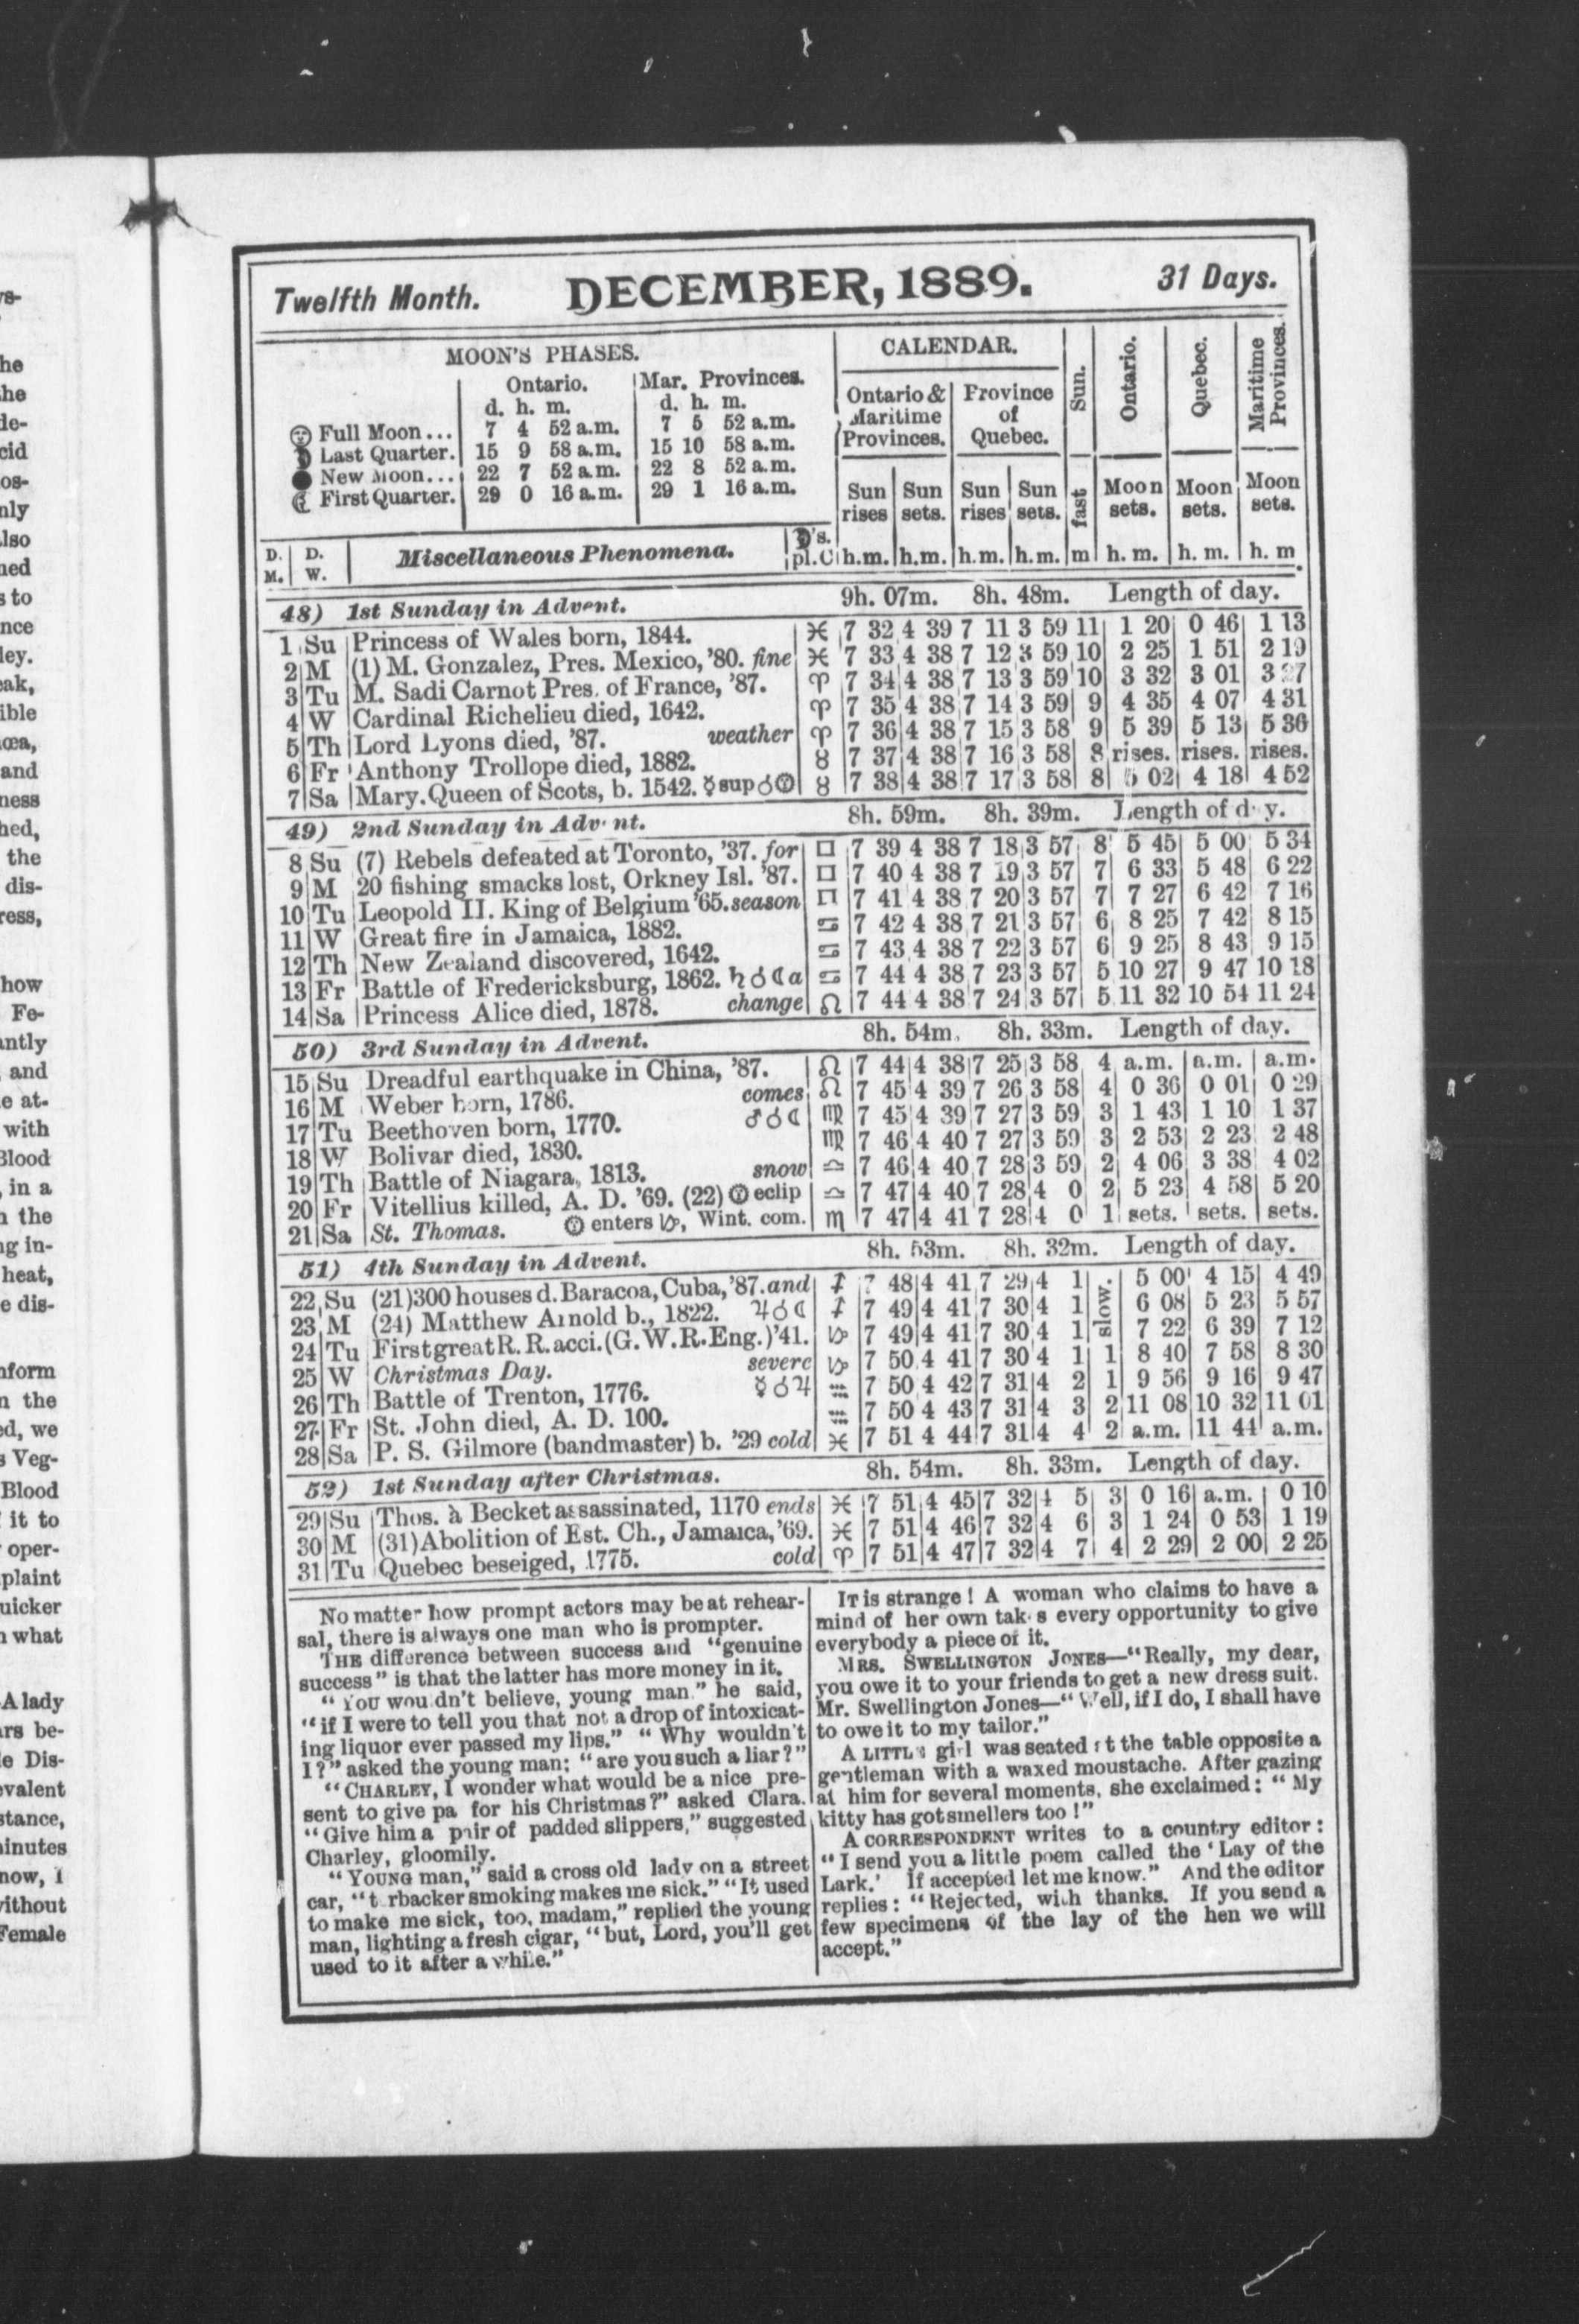 Twelfth Month. DECEMBER, 1889. 31 Days.
MOON'S PHASES.
Ontario. Mar. Provinces.
d. h. m. d. h. m.
Full Moon... 7 4 52 a.m. 7 5 52 a.m.
Last Quarter. 15 9 58 a.m. 15 10 58 a.m.
New Moon... 22 7 52 a.m. 22 8 52 a.m.
First Quarter. 29 0 16 a.m. 29 1 16 a.m.
CALENDAR.
Ontario & Maritime Provinces. Province of Quebec.
Sun. Ontario. Quebec. Maritime Provinces.
Sun rises Sun sets. Sun rises Sun sets. fast Moon sets. Moon sets. Moon sets.
D. M. D. W. Miscellaneous Phenomena. ☽'s. pl. C h.m. h.m. h.m. h.m. m h. m. h. m. h. m
48) 1st Sunday in Advent. 9h. 07m. 8h. 48m. Length of day.
1 Su Princess of Wales born, 1844. ♓ 7 32 4 39 7 11 3 59 11 1 20 0 46 1 13
2 M (1) M. Gonzalez, Pres. Mexico, '80. fine ♓ 7 33 4 38 7 12 3 59 10 2 25 1 51 2 19
3 Tu M. Sadi Carnot Pres. of France, '87. ♈ 7 34 4 38 7 13 3 59 10 3 32 3 01 3 27
4 W Cardinal Richelieu died, 1642. ♈ 7 35 4 38 7 14 3 59 9 4 35 4 07 4 31
5 Th Lord Lyons died, '87. weather ♈ 7 36 4 38 7 15 3 58 9 5 39 5 13 5 36
6 Fr Anthony Trollope died, 1882. ♉ 7 37 4 38 7 16 3 58 8 rises. rises. rises.
7 Sa Mary.Queen of Scots, b. 1542. ☿ sup ☌ ☉ ♉ 7 38 4 38 7 17 3 58 8 5 02 4 18 4 52
49) 2nd Sunday in Adv nt. 8h. 59m. 8h. 39m. Length of d y.
8 Su (7) Rebels defeated at Toronto, '37. for ♊ 7 39 4 38 7 18 3 57 8 5 45 5 00 5 34
9 M 20 fishing smacks lost, Orkney Isl. '87. ♊ 7 40 4 38 7 19 3 57 7 6 33 5 48 6 22
10 Tu Leopold II. King of Belgium '65. season ♊ 7 41 4 38 7 20 3 57 7 7 27 6 42 7 16
11 W Great fire in Jamaica, 1882. ♋ 7 42 4 38 7 21 3 57 6 8 25 7 42 8 15
12 Th New Zealand discovered, 1642. ♋ 7 43 4 38 7 22 3 57 6 9 25 8 43 9 15
13 Fr Battle of Fredericksburg, 1862. ♄ ☌ ☾ a ♋ 7 44 4 38 7 23 3 57 5 10 27 9 47 10 18
14 Sa Princess Alice died, 1878. change ♌ 7 44 4 38 7 24 3 57 5 11 32 10 54 11 24
50) 3rd Sunday in Advent. 8h. 54m. 8h. 33m. Length of day.
15 Su Dreadful earthquake in China, '87. ♌ 7 44 4 38 7 25 3 58 4 a.m. a.m. a.m.
16 M Weber born, 1786. comes ♌ 7 45 4 39 7 26 3 58 4 0 36 0 01 0 29
17 Tu Beethoven born, 1770. ♂ ☌ ☾ ♍ 7 45 4 39 7 27 3 59 3 1 43 1 10 1 37
18 W Bolivar died, 1830. ♍ 7 46 4 40 7 27 3 59 3 2 53 2 23 2 48
19 Th Battle of Niagara, 1813. snow ♎ 7 46 4 40 7 28 3 59 2 4 06 3 38 4 02
20 Fr Vitellius killed, A. D. '69. (22) ☉ eclip ♎ 7 47 4 40 7 28 4 0 2 5 23 4 58 5 20
21 Sa St. Thomas. ☉ enters ♑, Wint. com. ♏ 7 47 4 41 7 28 4 0 1 sets. sets. sets.
51) 4th Sunday in Advent. 8h. 53m. 8h. 32m. Length of day.
22 Su (21) 300 houses d. Baracoa, Cuba, '87. and ♐ 7 48 4 41 7 29 4 1 slow. 5 00 4 15 4 49
23 M (24) Matthew Arnold b., 1822. ♃ ☌ ☾ ♐ 7 49 4 41 7 30 4 1 6 08 5 23 5 57
24 Tu First great R. R. acci. (G. W. R. Eng.) '41. ♑ 7 49 4 41 7 30 4 1 7 22 6 39 7 12
25 W Christmas Day. severe ♑ 7 50 4 41 7 30 4 1 1 8 40 7 58 8 30
26 Th Battle of Trenton, 1776. ☿ ☌ ♃ ♒ 7 50 4 42 7 31 4 2 1 9 56 9 16 9 47
27 Fr St. John died, A. D. 100. ♒ 7 50 4 43 7 31 4 3 2 11 08 10 32 11 01
28 Sa P. S. Gilmore (bandmaster) b. '29 cold ♓ 7 51 4 44 7 31 4 4 2 a.m. 11 44 a.m.
52) 1st Sunday after Christmas. 8h. 54m. 8h. 33m. Length of day.
29 Su Thos. à Becket assassinated, 1170 ends ♓ 7 51 4 45 7 32 4 5 3 0 16 a.m. 0 10
30 M (31) Abolition of Est. Ch., Jamaica, '69. ♓ 7 51 4 46 7 32 4 6 3 1 24 0 53 1 19
31 Tu Quebec beseiged, 1775. cold ♈ 7 51 4 47 7 32 4 7 4 2 29 2 00 2 25
No matter how prompt actors may be at rehear-
sal, there is always one man who is prompter.
THE difference between success and "genuine
success" is that the latter has more money in it.
"You wouldn't believe, young man" he said,
"if I were to tell you that not a drop of intoxicat-
ing liquor ever passed my lips." "Why wouldn't
I?" asked the young man; "are you such a liar?"
"CHARLEY, I wonder what would be a nice pre-
sent to give pa for his Christmas?" asked Clara.
"Give him a pair of padded slippers," suggested
Charley, gloomily.
"YOUNG man," said a cross old lady on a street
car, "terbacker smoking makes me sick." "It used
to make me sick, too, madam," replied the young
man, lighting a fresh cigar, "but, Lord, you'll get
used to it after a while."
IT is strange! A woman who claims to have a
mind of her own takes every opportunity to give
everybody a piece of it.
MRS. SWELLINGTON JONES—"Really, my dear,
you owe it to your friends to get a new dress suit.
Mr. Swellington Jones—"Well, if I do, I shall have
to owe it to my tailor."
A LITTLE girl was seated at the table opposite a
gentleman with a waxed moustache. After gazing
at him for several moments, she exclaimed: "My
kitty has got smellers too!"
A CORRESPONDENT writes to a country editor:
"I send you a little poem called the 'Lay of the
Lark.' If accepted let me know." And the editor
replies: "Rejected, with thanks. If you send a
few specimens of the lay of the hen we will
accept."